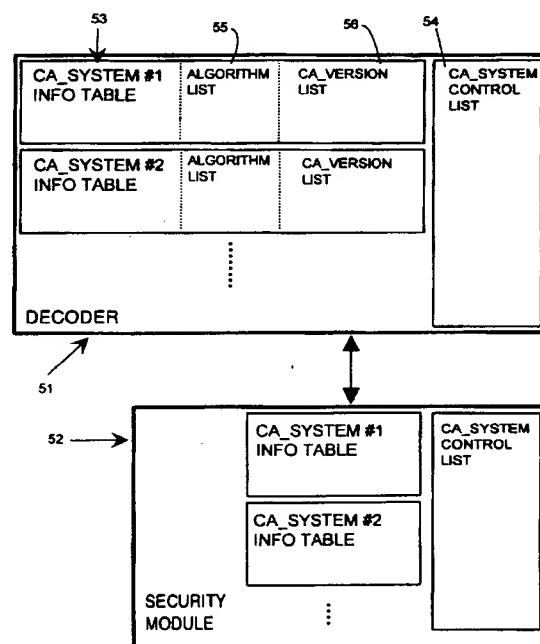 53
55
56
54
CA_SYSTEM #1
INFO TABLE
ALGORITHM
LIST
CA_VERSION
LIST
CA_SYSTEM
CONTROL
LIST
CA_SYSTEM #2
INFO TABLE
ALGORITHM
LIST
CA_VERSION
LIST
DECODER
51
52
CA_SYSTEM #1
INFO TABLE
CA_SYSTEM
CONTROL
LIST
CA_SYSTEM #2
INFO TABLE
SECURITY
MODULE